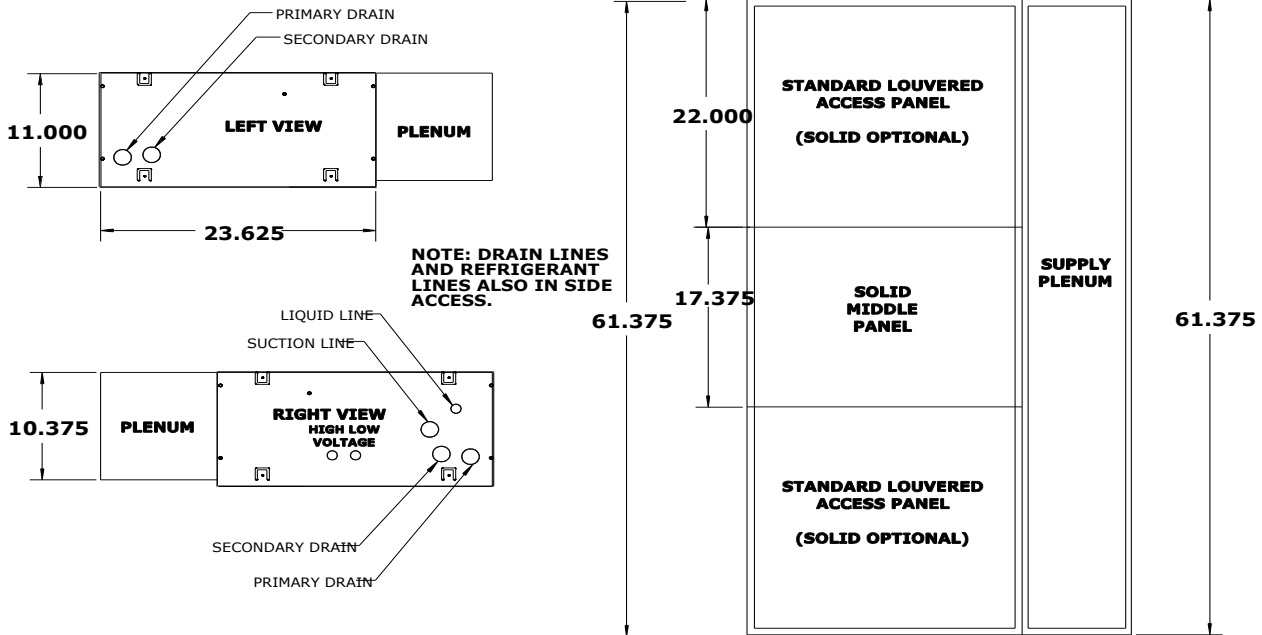 PRIMARY DRAIN
SECONDARY DRAIN
11.000
LEFT VIEW
PLENUM
23.625
NOTE: DRAIN LINES
AND REFRIGERANT
LINES ALSO IN SIDE
ACCESS.
LIQUID LINE
SUCTION LINE
10.375
PLENUM
RIGHT VIEW
HIGH LOW
VOLTAGE
SECONDARY DRAIN
PRIMARY DRAIN
61.375
22.000
17.375
STANDARD LOUVERED
ACCESS PANEL
(SOLID OPTIONAL)
SOLID
MIDDLE
PANEL
STANDARD LOUVERED
ACCESS PANEL
(SOLID OPTIONAL)
SUPPLY
PLENUM
61.375